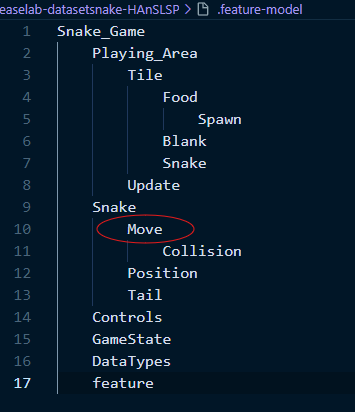 easelab-datasetsnake-HAnSLSP > .feature-model
1 Snake_Game
2 Playing_Area
3 Tile
4 Food
5 Spawn
6 Blank
7 Snake
8 Update
9 Snake
10 Move
11 Collision
12 Position
13 Tail
14 Controls
15 GameState
16 DataTypes
17 feature